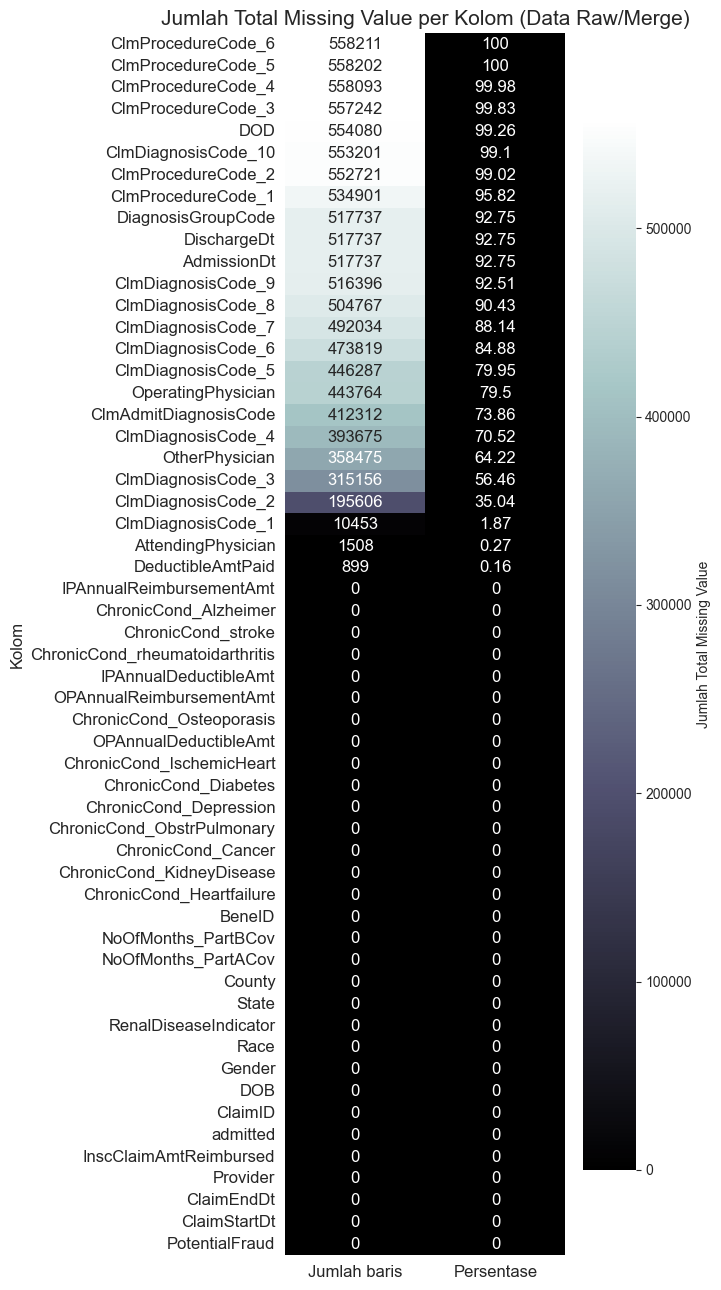 Jumlah Total Missing Value per Kolom (Data Raw/Merge)
ClmProcedureCode_6 558211 100
ClmProcedureCode_5 558202 100
ClmProcedureCode_4 558093 99.98
ClmProcedureCode_3 557242 99.83
DOD 554080 99.26
ClmDiagnosisCode_10 553201 99.1
ClmProcedureCode_2 552721 99.02
ClmProcedureCode_1 534901 95.82
DiagnosisGroupCode 517737 92.75
DischargeDt 517737 92.75
AdmissionDt 517737 92.75
ClmDiagnosisCode_9 516396 92.51
ClmDiagnosisCode_8 504767 90.43
ClmDiagnosisCode_7 492034 88.14
ClmDiagnosisCode_6 473819 84.88
ClmDiagnosisCode_5 446287 79.95
OperatingPhysician 443764 79.5
ClmAdmitDiagnosisCode 412312 73.86
ClmDiagnosisCode_4 393675 70.52
OtherPhysician 358475 64.22
ClmDiagnosisCode_3 315156 56.46
ClmDiagnosisCode_2 195606 35.04
ClmDiagnosisCode_1 10453 1.87
AttendingPhysician 1508 0.27
DeductibleAmtPaid 899 0.16
IPAnnualReimbursementAmt 0 0
ChronicCond_Alzheimer 0 0
ChronicCond_stroke 0 0
ChronicCond_rheumatoidarthritis 0 0
IPAnnualDeductibleAmt 0 0
OPAnnualReimbursementAmt 0 0
ChronicCond_Osteoporasis 0 0
OPAnnualDeductibleAmt 0 0
ChronicCond_IschemicHeart 0 0
ChronicCond_Diabetes 0 0
ChronicCond_Depression 0 0
ChronicCond_ObstrPulmonary 0 0
ChronicCond_Cancer 0 0
ChronicCond_KidneyDisease 0 0
ChronicCond_Heartfailure 0 0
BeneID 0 0
NoOfMonths_PartBCov 0 0
NoOfMonths_PartACov 0 0
County 0 0
State 0 0
RenalDiseaseIndicator 0 0
Race 0 0
Gender 0 0
DOB 0 0
ClaimID 0 0
admitted 0 0
InscClaimAmtReimbursed 0 0
Provider 0 0
ClaimEndDt 0 0
ClaimStartDt 0 0
PotentialFraud 0 0
Jumlah baris Persentase
Kolom
500000
400000
300000
200000
100000
0
Jumlah Total Missing Value